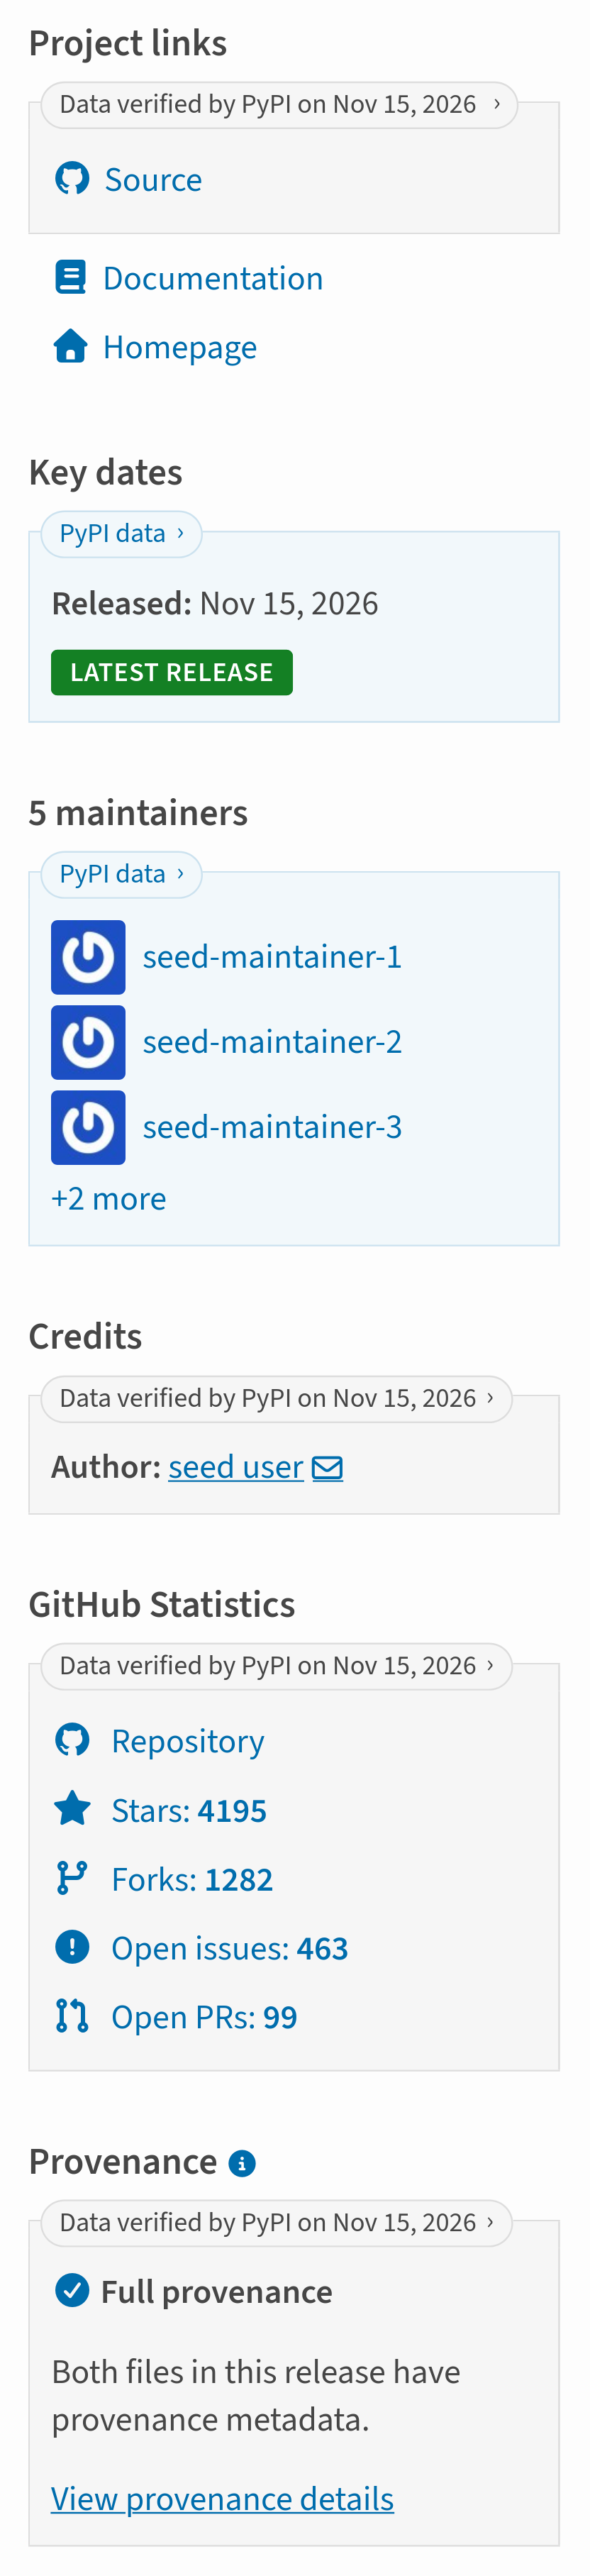 Project links
Data verified by PyPI on Nov 15, 2026 ›
Source
Documentation
Homepage
Key dates
PyPI data ›
Released: Nov 15, 2026
LATEST RELEASE
5 maintainers
PyPI data ›
seed-maintainer-1
seed-maintainer-2
seed-maintainer-3
+2 more
Credits
Data verified by PyPI on Nov 15, 2026 ›
Author: seed user
GitHub Statistics
Data verified by PyPI on Nov 15, 2026 ›
Repository
Stars: 4195
Forks: 1282
Open issues: 463
Open PRs: 99
Provenance
Data verified by PyPI on Nov 15, 2026 ›
Full provenance
Both files in this release have
provenance metadata.
View provenance details